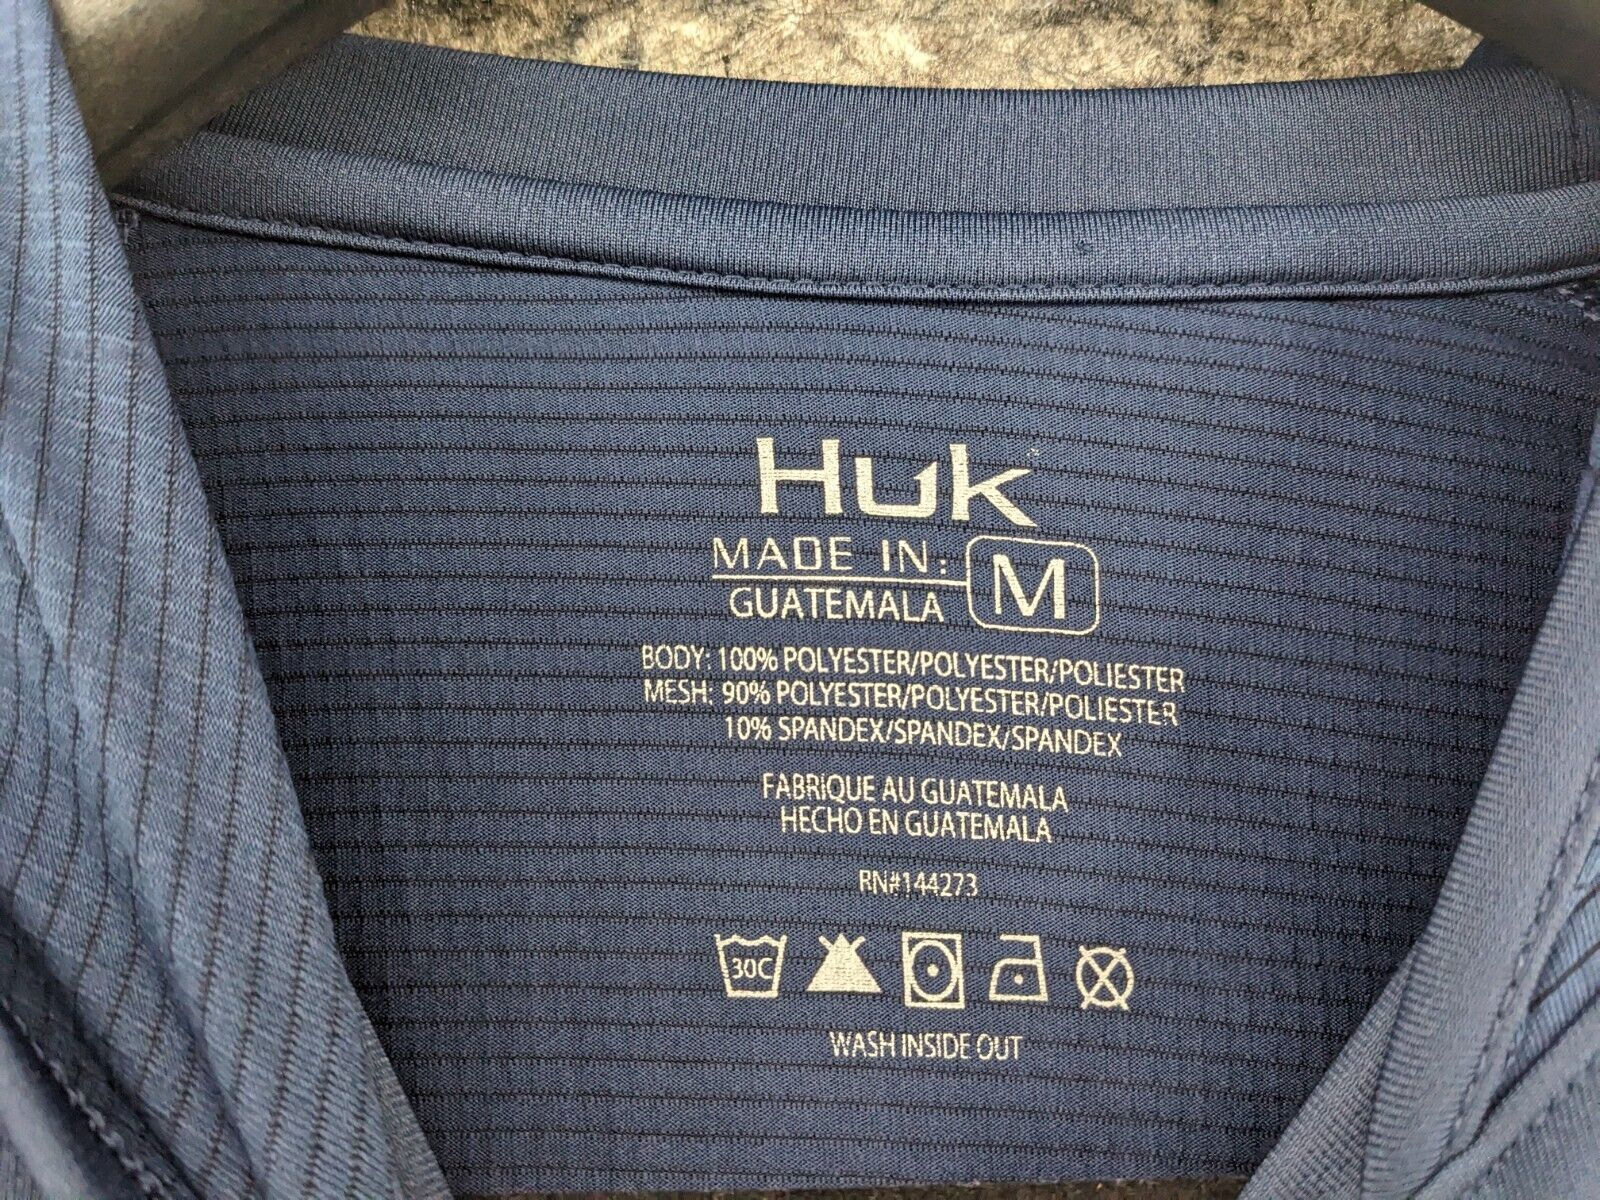 Huk
MADE IN:
GUATEMALA
M
BODY: 100% POLYESTER/POLYESTER/POLIESTER
MESH: 90% POLYESTER/POLYESTER/POLIESTER
10% SPANDEX/SPANDEX/SPANDEX
FABRIQUE AU GUATEMALA
HECHO EN GUATEMALA
RN#144273
30C
WASH INSIDE OUT